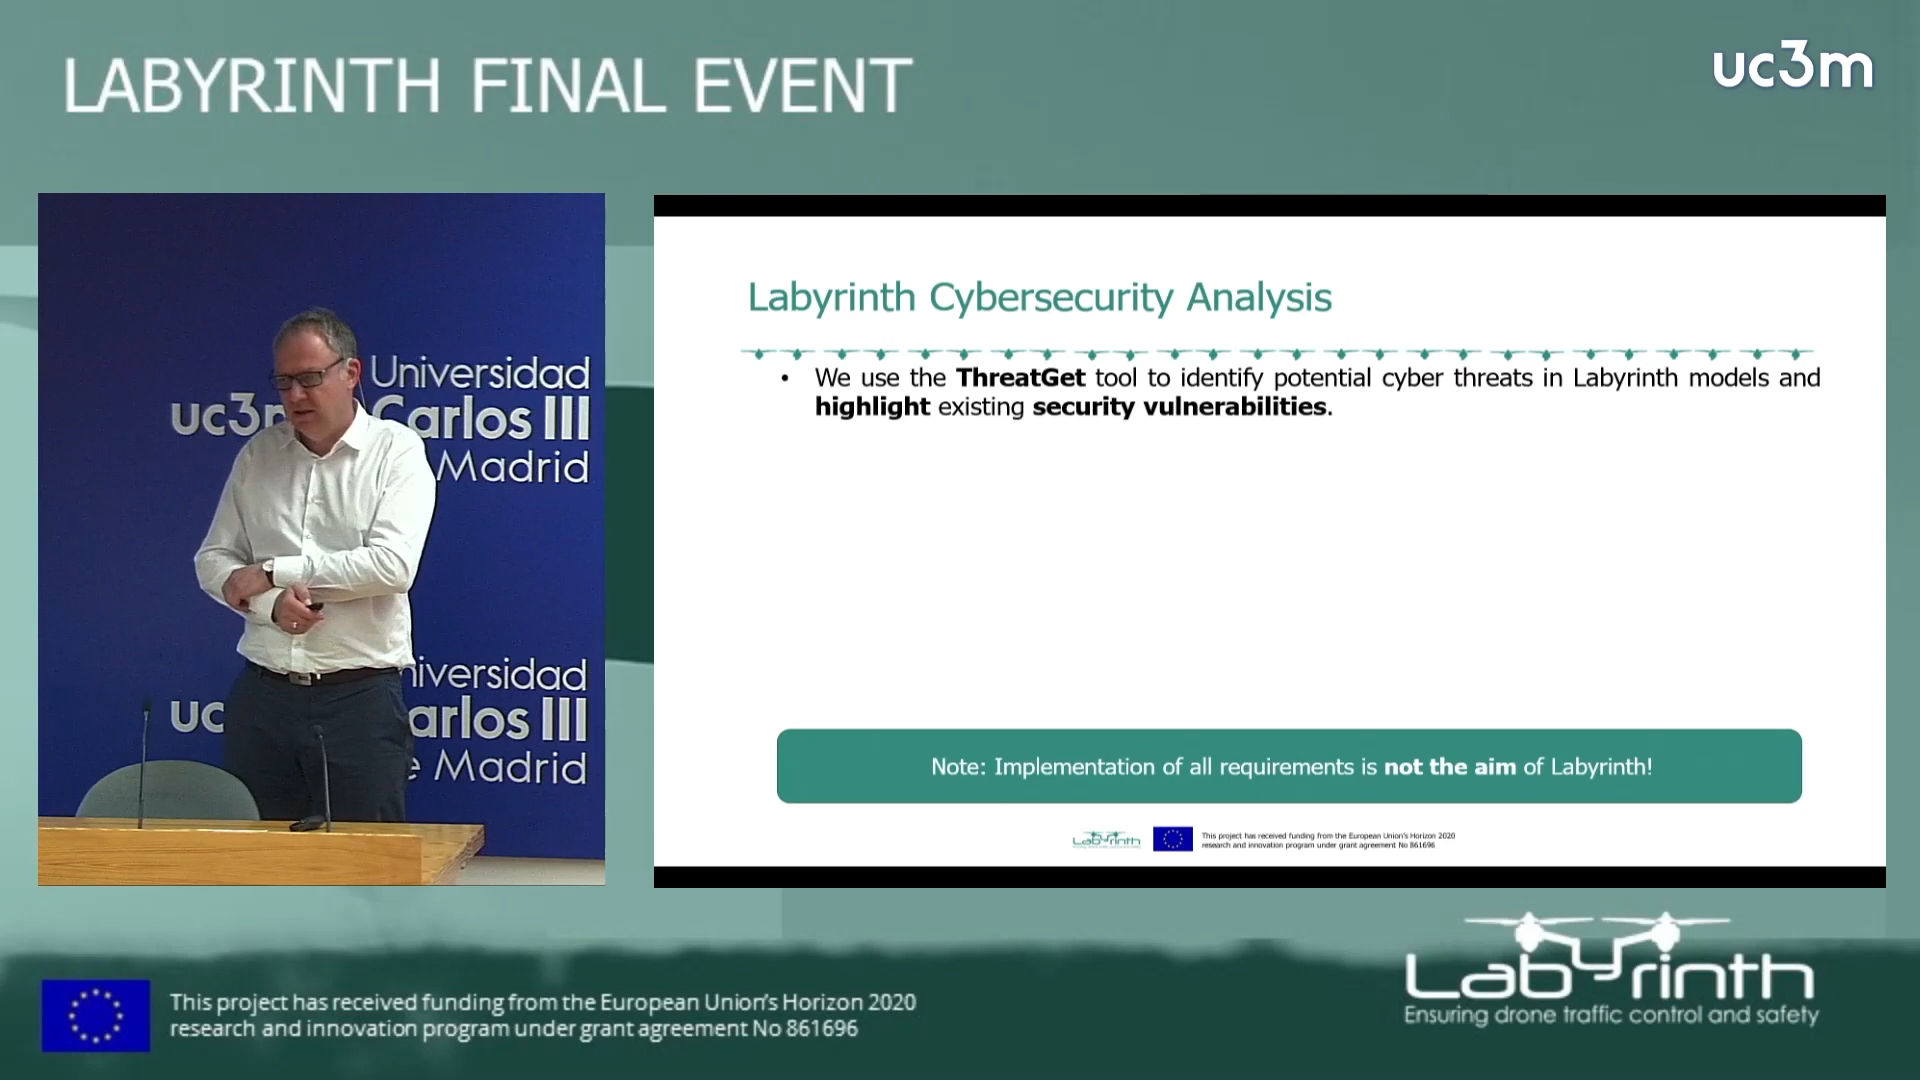 LABYRINTH FINAL EVENT
uc3m
Universidad
uc3m Carlos III
Madrid
Universidad
Carlos III
Madrid
Labyrinth Cybersecurity Analysis
• We use the ThreatGet tool to identify potential cyber threats in Labyrinth models and
highlight existing security vulnerabilities.
Note: Implementation of all requirements is not the aim of Labyrinth!
Labyrinth
This project has received funding from the European Union's Horizon 2020
research and innovation program under grant agreement No 861696
This project has received funding from the European Union's Horizon 2020
research and innovation program under grant agreement No 861696
Labyrinth
Ensuring drone traffic control and safety